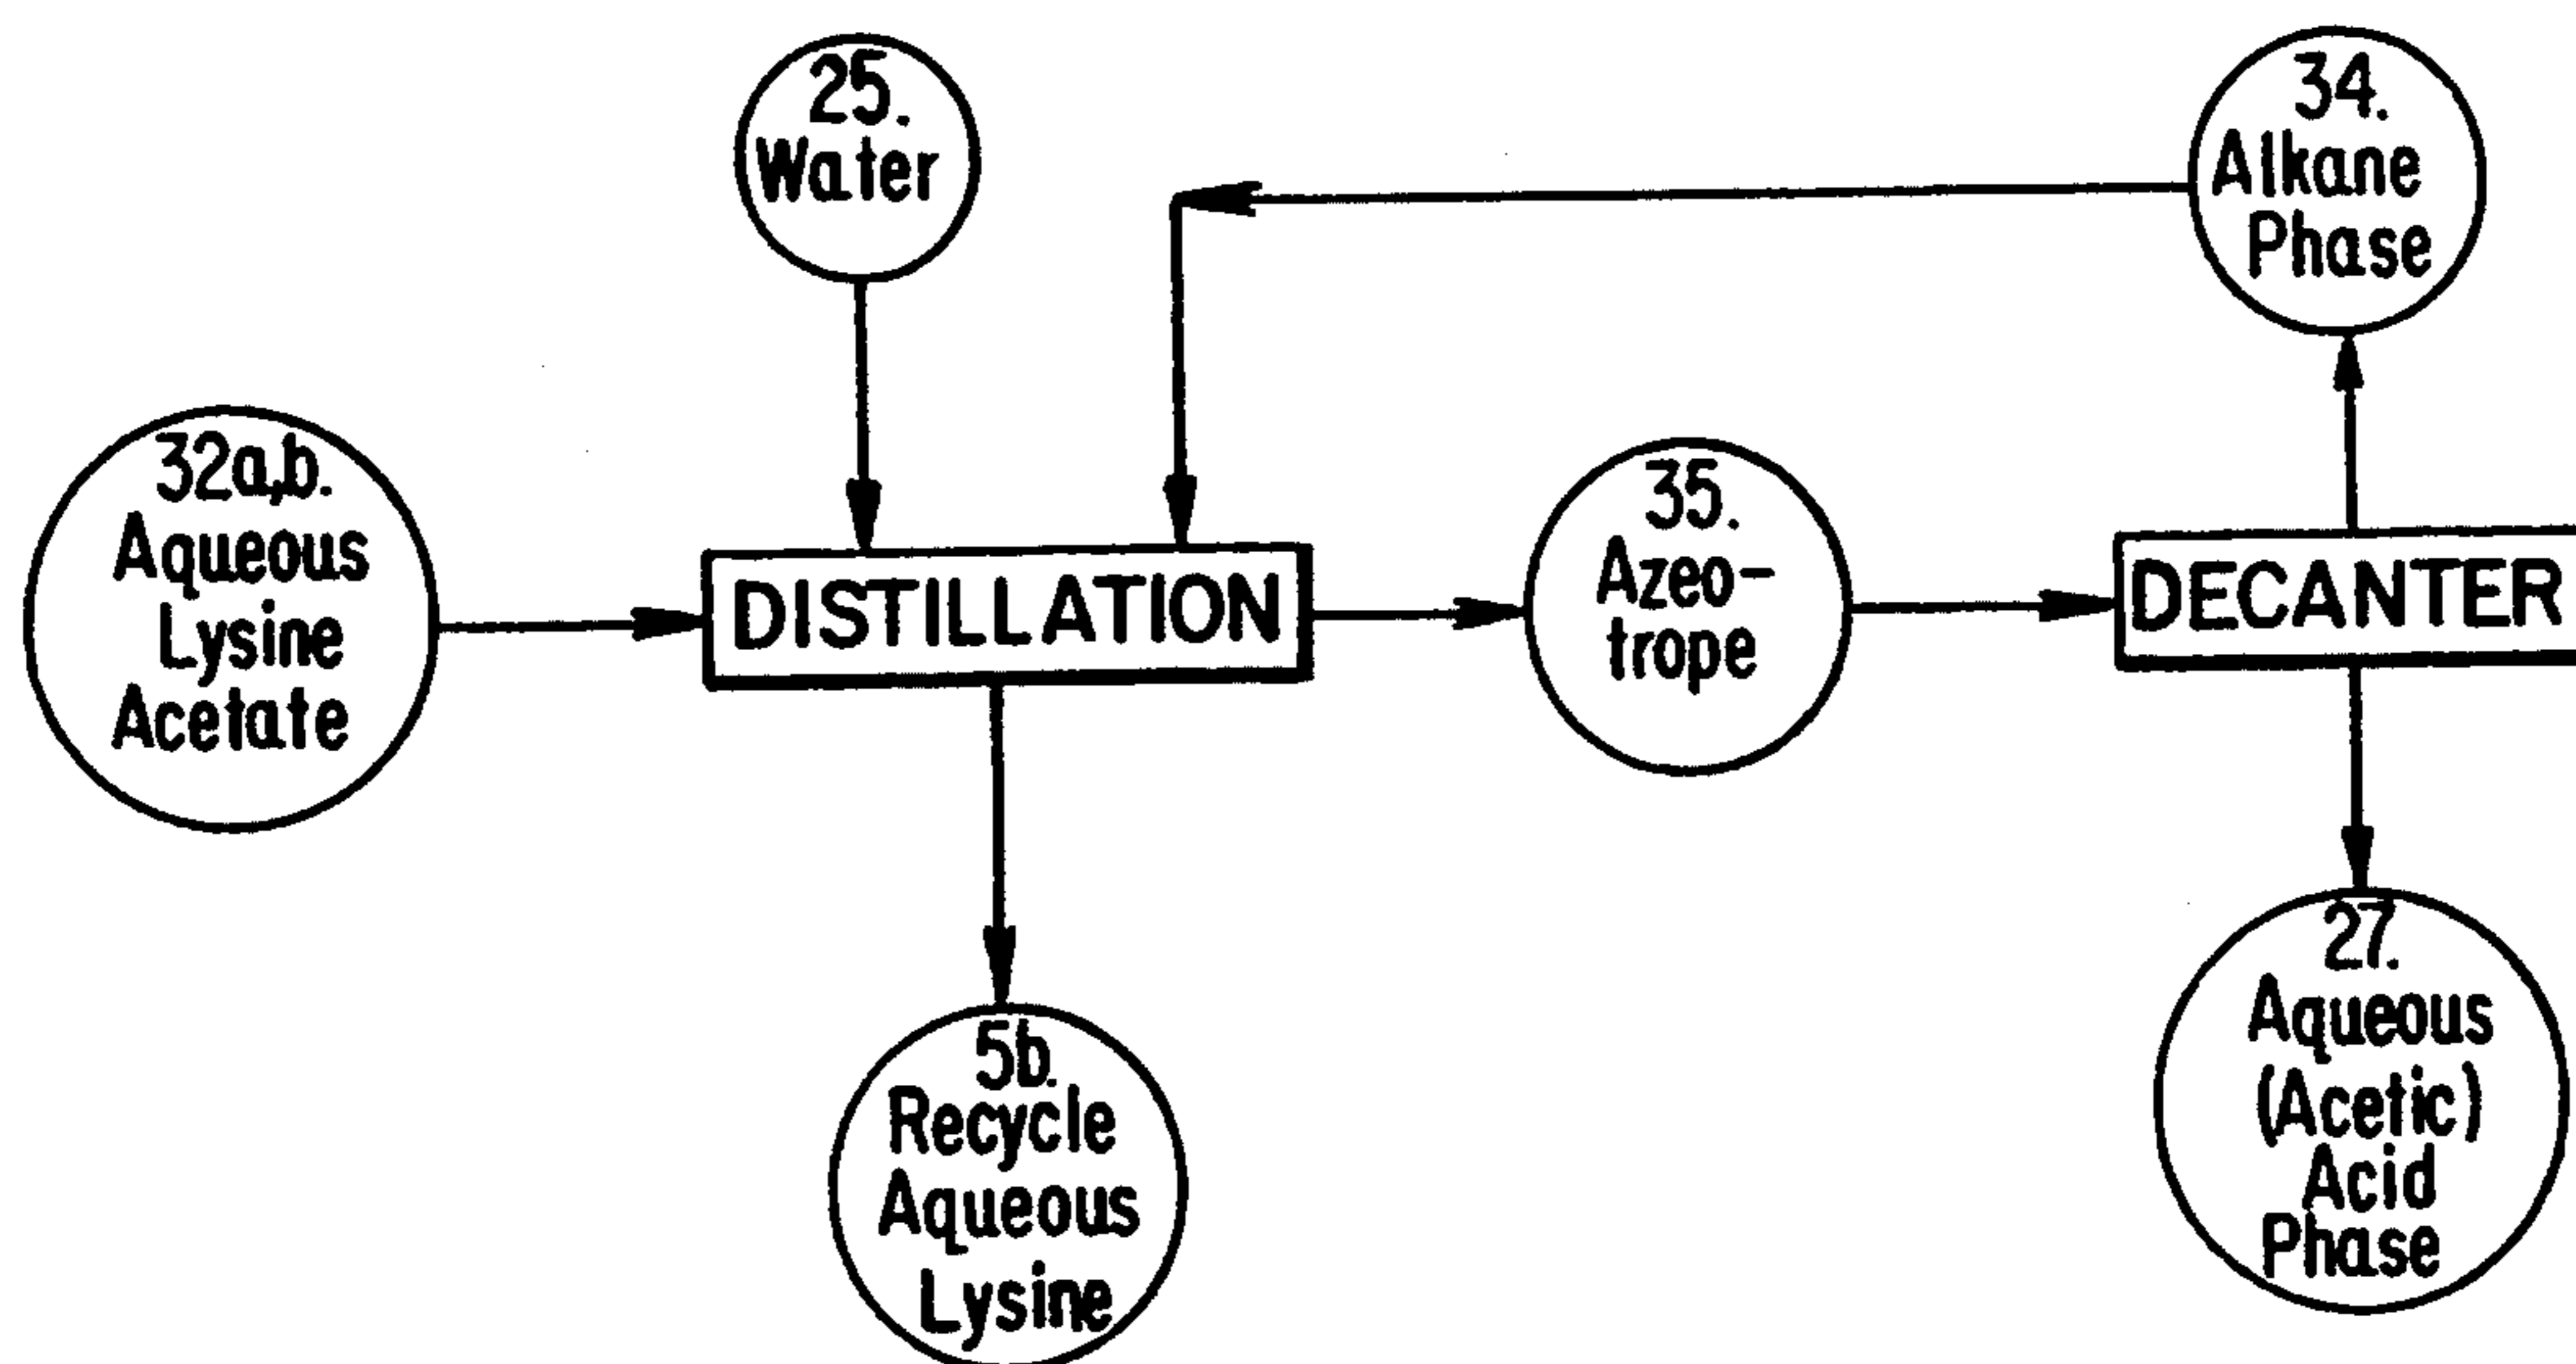 25.
Water
34.
Alkane
Phase
32a,b.
Aqueous
Lysine
Acetate
DISTILLATION
35.
Azeo-
trope
DECANTER
5b.
Recycle
Aqueous
Lysine
27.
Aqueous
(Acetic)
Acid
Phase